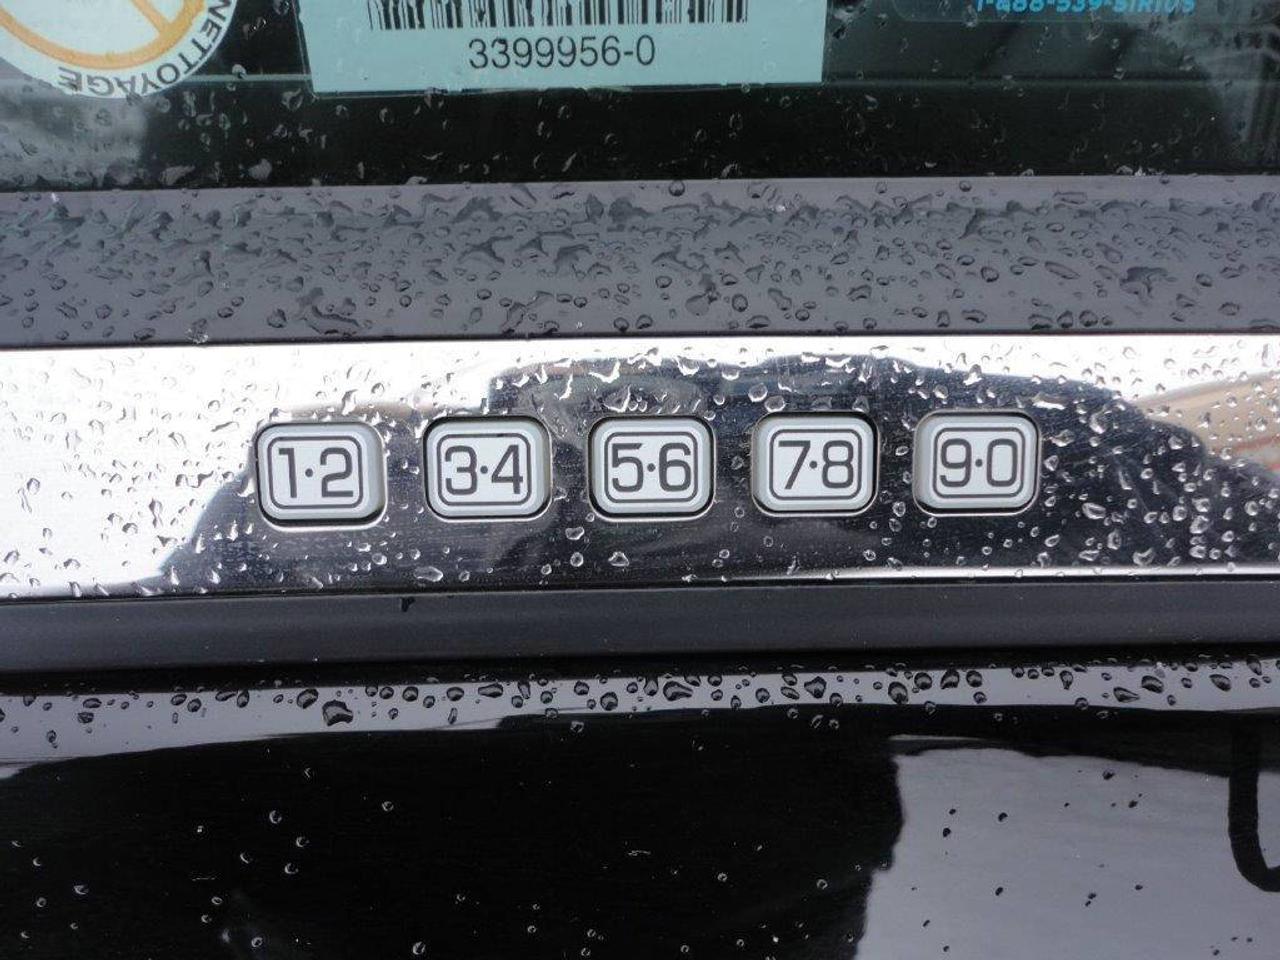 NETTOYAGE
3399956-0
1-888-539-SIRIUS
1·2 3·4 5·6 7·8 9·0